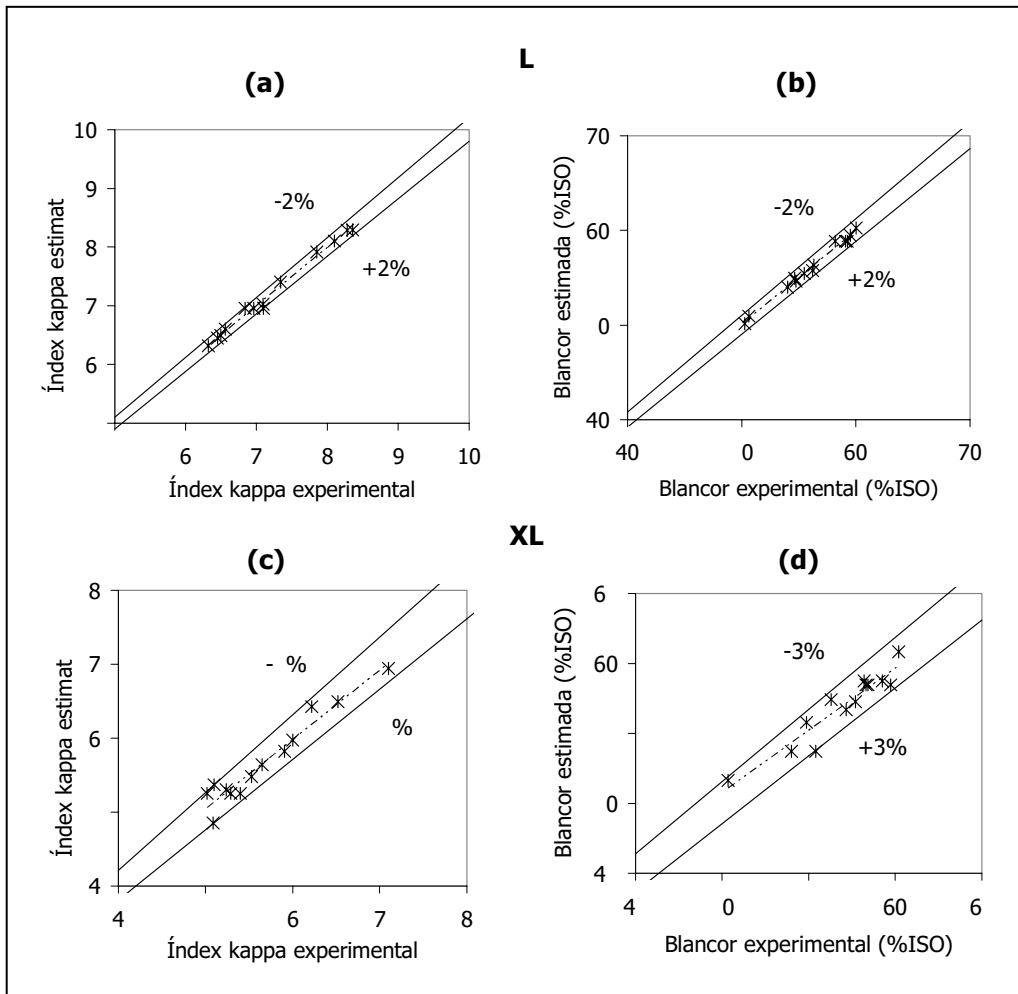 L
(a)
(b)
10
9
8
7
6
-2%
+2%
Índex kappa estimat
6 7 8 9 10
Índex kappa experimental
70
60
0
40
-2%
+2%
Blancor estimada (%ISO)
40 0 60 70
Blancor experimental (%ISO)
XL
(c)
(d)
8
7
6
4
- %
%
Índex kappa estimat
4 6 7 8
Índex kappa experimental
6
60
0
4
-3%
+3%
Blancor estimada (%ISO)
4 0 60 6
Blancor experimental (%ISO)